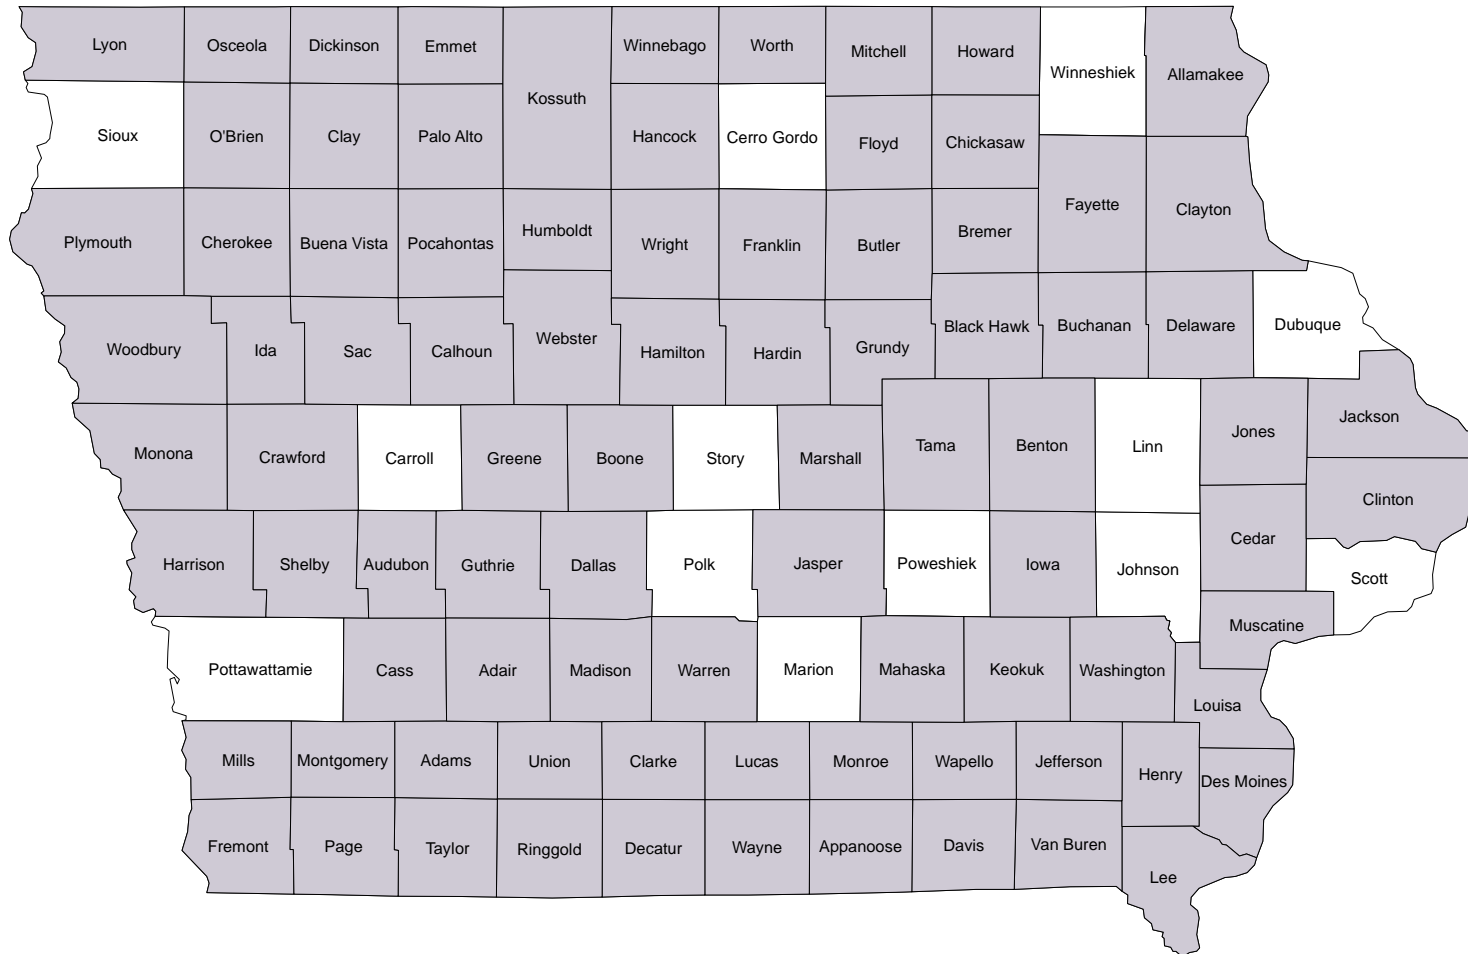 Lyon
Osceola
Dickinson
Emmet
Kossuth
Winnebago
Worth
Mitchell
Howard
Winneshiek
Allamakee
Sioux
O'Brien
Clay
Palo Alto
Hancock
Cerro Gordo
Floyd
Chickasaw
Fayette
Clayton
Plymouth
Cherokee
Buena Vista
Pocahontas
Humboldt
Wright
Franklin
Butler
Bremer
Woodbury
Ida
Sac
Calhoun
Webster
Hamilton
Hardin
Grundy
Black Hawk
Buchanan
Delaware
Dubuque
Monona
Crawford
Carroll
Greene
Boone
Story
Marshall
Tama
Benton
Linn
Jones
Jackson
Clinton
Harrison
Shelby
Audubon
Guthrie
Dallas
Polk
Jasper
Poweshiek
Iowa
Johnson
Cedar
Scott
Muscatine
Pottawattamie
Cass
Adair
Madison
Warren
Marion
Mahaska
Keokuk
Washington
Louisa
Mills
Montgomery
Adams
Union
Clarke
Lucas
Monroe
Wapello
Jefferson
Henry
Des Moines
Fremont
Page
Taylor
Ringgold
Decatur
Wayne
Appanoose
Davis
Van Buren
Lee